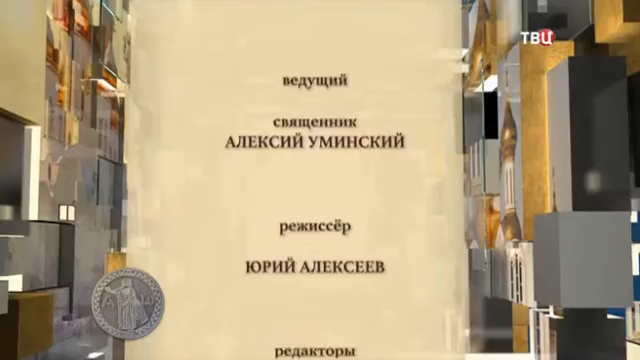 ТВЦ
ведущий
священник
АЛЕКСИЙ УМИНСКИЙ
режиссёр
ЮРИЙ АЛЕКСЕЕВ
А Ω
редакторы